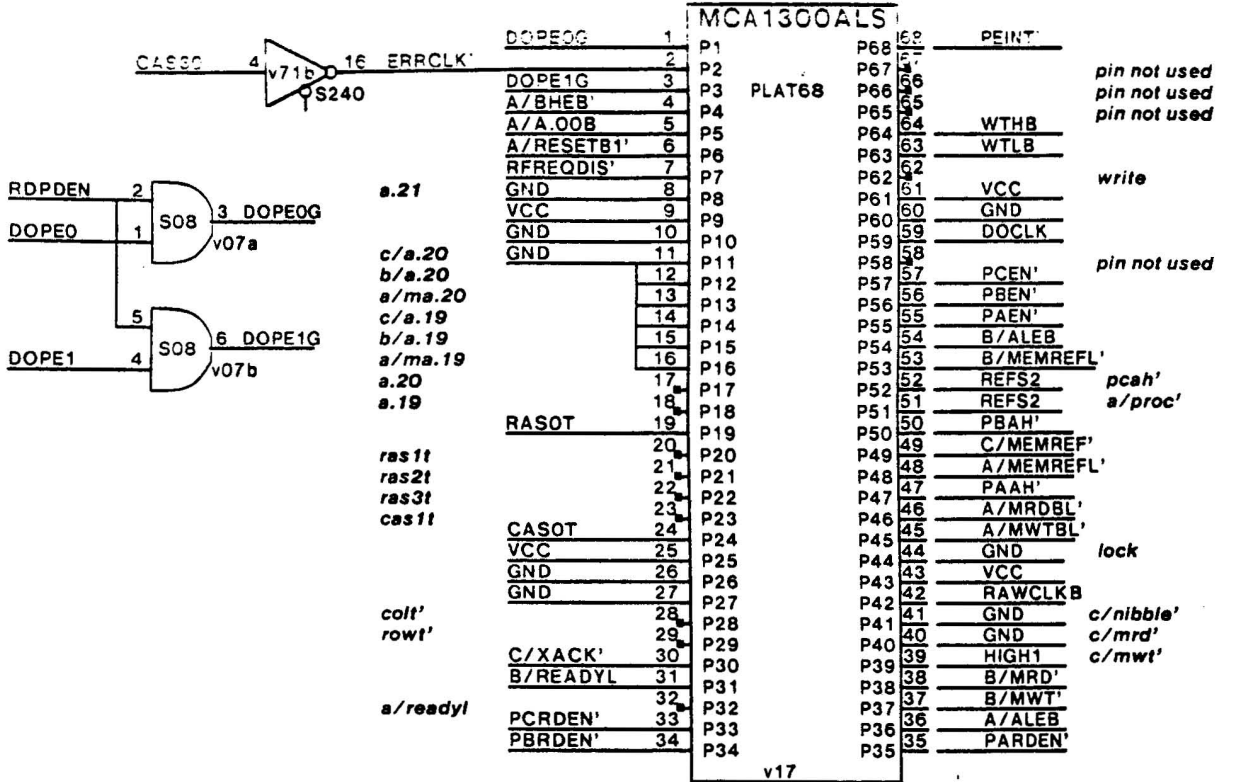 MCA1300ALS
PLAT68
v17
CAS30 4 v71b 16 ERRCLK'
S240
RDPDEN 2 S08 3 DOPE0G
DOPE0 1 v07a
5 S08 6 DOPE1G
DOPE1 4 v07b
DOPE0G 1 P1
2 P2
DOPE1G 3 P3
A/BHEB' 4 P4
A/A.00B 5 P5
A/RESETB1' 6 P6
RFREQDIS' 7 P7
a.21 GND 8 P8
VCC 9 P9
GND 10 P10
c/a.20 GND 11 P11
b/a.20 12 P12
a/ma.20 13 P13
c/a.19 14 P14
b/a.19 15 P15
a/ma.19 16 P16
a.20 17 P17
a.19 18 P18
RASOT 19 P19
ras1t 20 P20
ras2t 21 P21
ras3t 22 P22
cas1t 23 P23
CASOT 24 P24
VCC 25 P25
GND 26 P26
GND 27 P27
colt' 28 P28
rowt' 29 P29
C/XACK' 30 P30
B/READYL 31 P31
a/readyl 32 P32
PCRDEN' 33 P33
PBRDEN' 34 P34
P68 68 PEINT'
P67 67 pin not used
P66 66 pin not used
P65 65 pin not used
P64 64 WTHB
P63 63 WTLB
P62 62 write
P61 61 VCC
P60 60 GND
P59 59 DOCLK
P58 58 pin not used
P57 57 PCEN'
P56 56 PBEN'
P55 55 PAEN'
P54 54 B/ALEB
P53 53 B/MEMREFL'
P52 52 REFS2 pcah'
P51 51 REFS2 a/proc'
P50 50 PBAH'
P49 49 C/MEMREF'
P48 48 A/MEMREFL'
P47 47 PAAH'
P46 46 A/MRDBL'
P45 45 A/MWTBL'
P44 44 GND lock
P43 43 VCC
P42 42 RAWCLKB
P41 41 GND c/nibble'
P40 40 GND c/mrd'
P39 39 HIGH1 c/mwt'
P38 38 B/MRD'
P37 37 B/MWT'
P36 36 A/ALEB
P35 35 PARDEN'